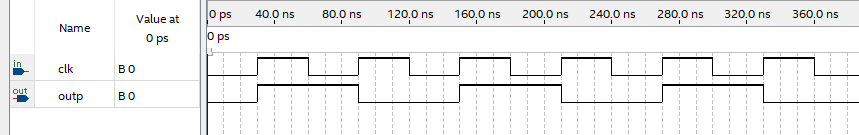 Name Value at 0 ps
0 ps 40.0 ns 80.0 ns 120.0 ns 160.0 ns 200.0 ns 240.0 ns 280.0 ns 320.0 ns 360.0 ns
0 ps
in clk B 0
out outp B 0